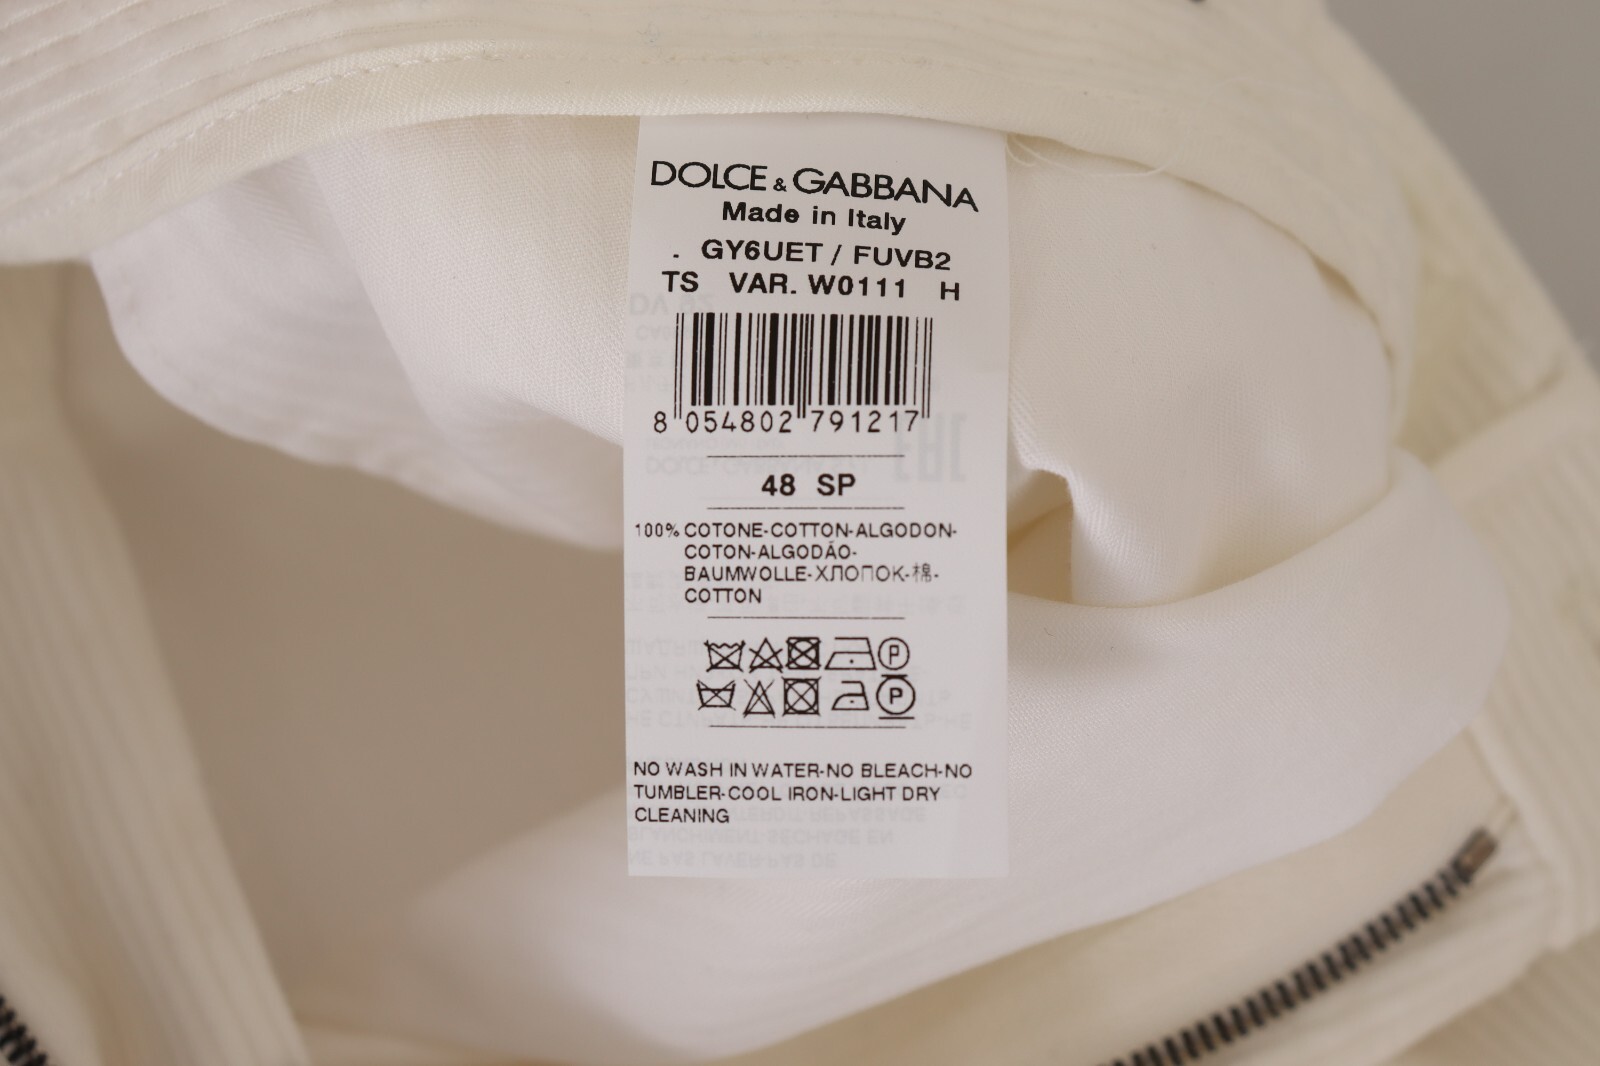 DOLCE & GABBANA
Made in Italy
. GY6UET / FUVB2
TS VAR. W0111 H
8 054802 791217
48 SP
100% COTONE-COTTON-ALGODON-
COTON-ALGODÃO-
BAUMWOLLE-ХЛОПОК-棉-
COTTON
P
P
NO WASH IN WATER-NO BLEACH-NO
TUMBLER-COOL IRON-LIGHT DRY
CLEANING